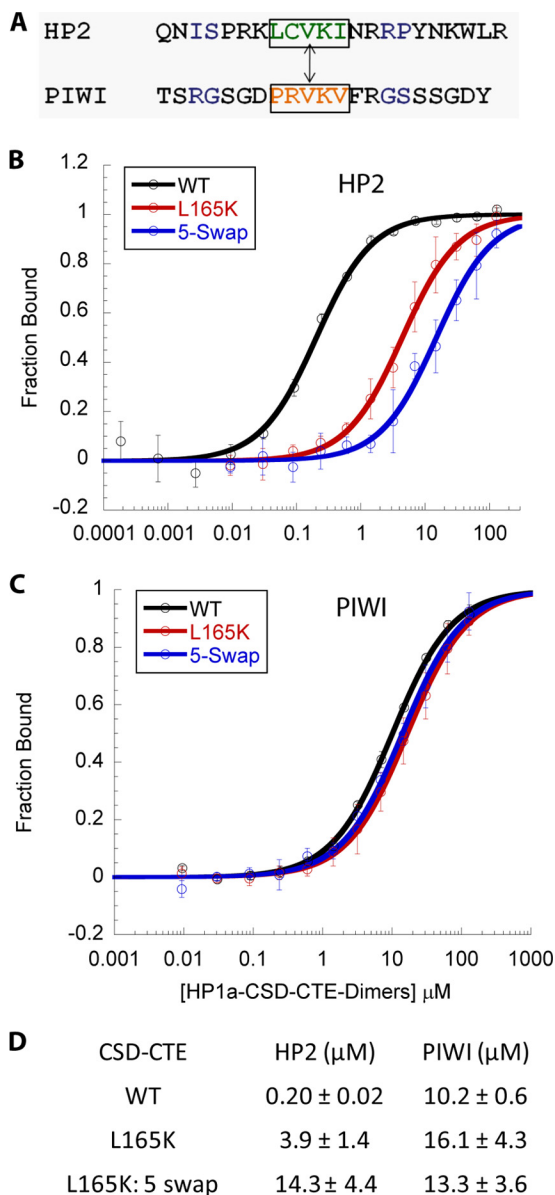 A
HP2 QNISPRKLCVKINRRPYNKWLR
PIWI TSRGSGDPRVKVFRGSSSGDY
B
HP2
WT
L165K
5-Swap
Fraction Bound
1.2
1
0.8
0.6
0.4
0.2
0
-0.2
0.0001 0.001 0.01 0.1 1 10 100
C
PIWI
WT
L165K
5-Swap
Fraction Bound
1
0.8
0.6
0.4
0.2
0
-0.2
0.001 0.01 0.1 1 10 100 1000
[HP1a-CSD-CTE-Dimers] μM
D
CSD-CTE HP2 (μM) PIWI (μM)
WT 0.20 ± 0.02 10.2 ± 0.6
L165K 3.9 ± 1.4 16.1 ± 4.3
L165K: 5 swap 14.3 ± 4.4 13.3 ± 3.6